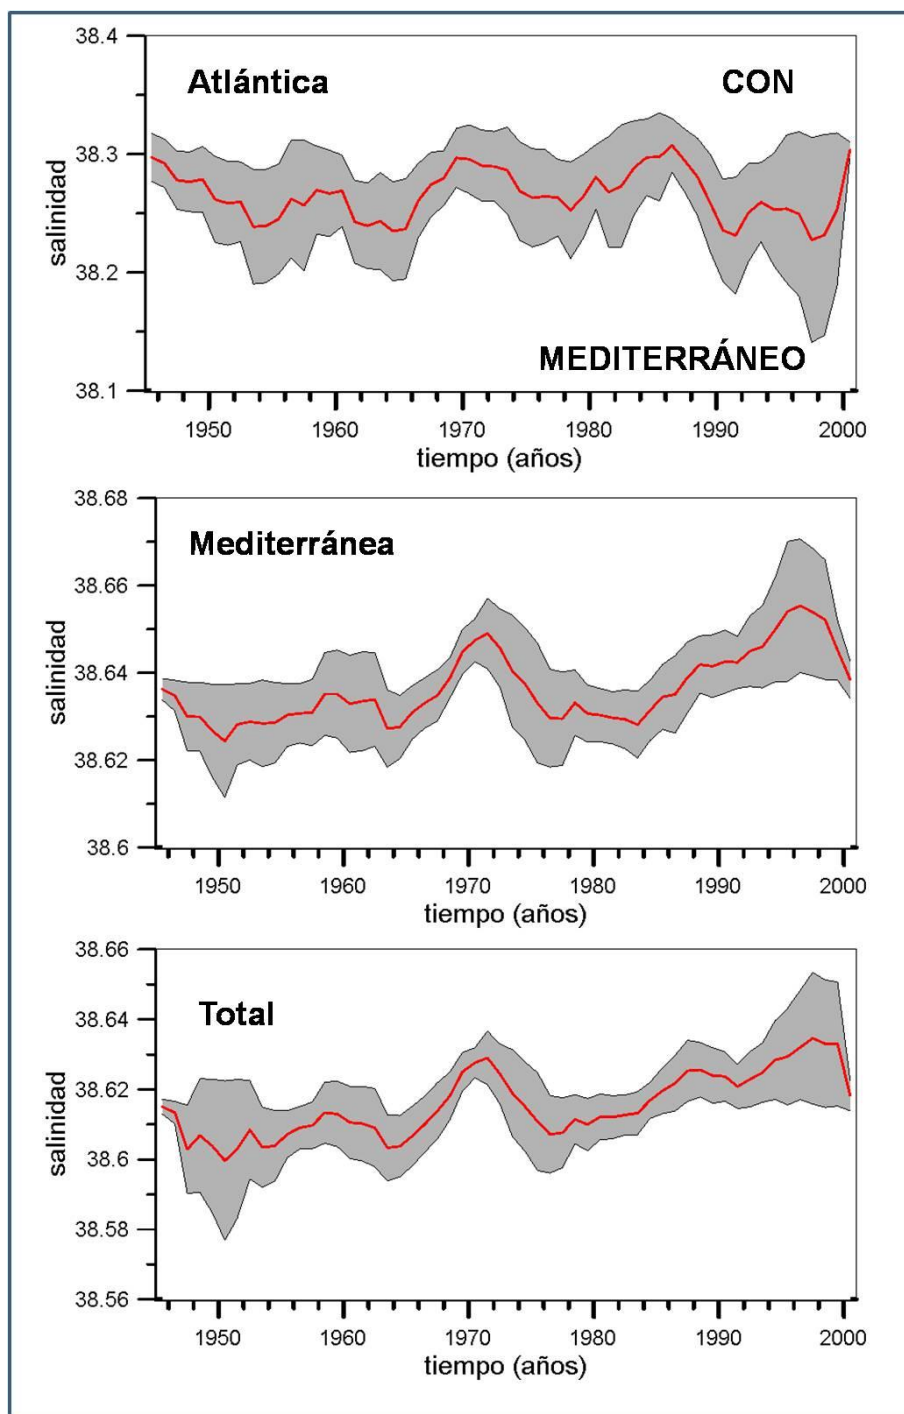 38.4
Atlántica
CON
38.3
salinidad
38.2
MEDITERRÁNEO
38.1
1950 1960 1970 1980 1990 2000
tiempo (años)
38.68
Mediterránea
38.66
38.64
salinidad
38.62
38.6
1950 1960 1970 1980 1990 2000
tiempo (años)
38.66
38.64
Total
38.62
salinidad
38.6
38.58
38.56
1950 1960 1970 1980 1990 2000
tiempo (años)